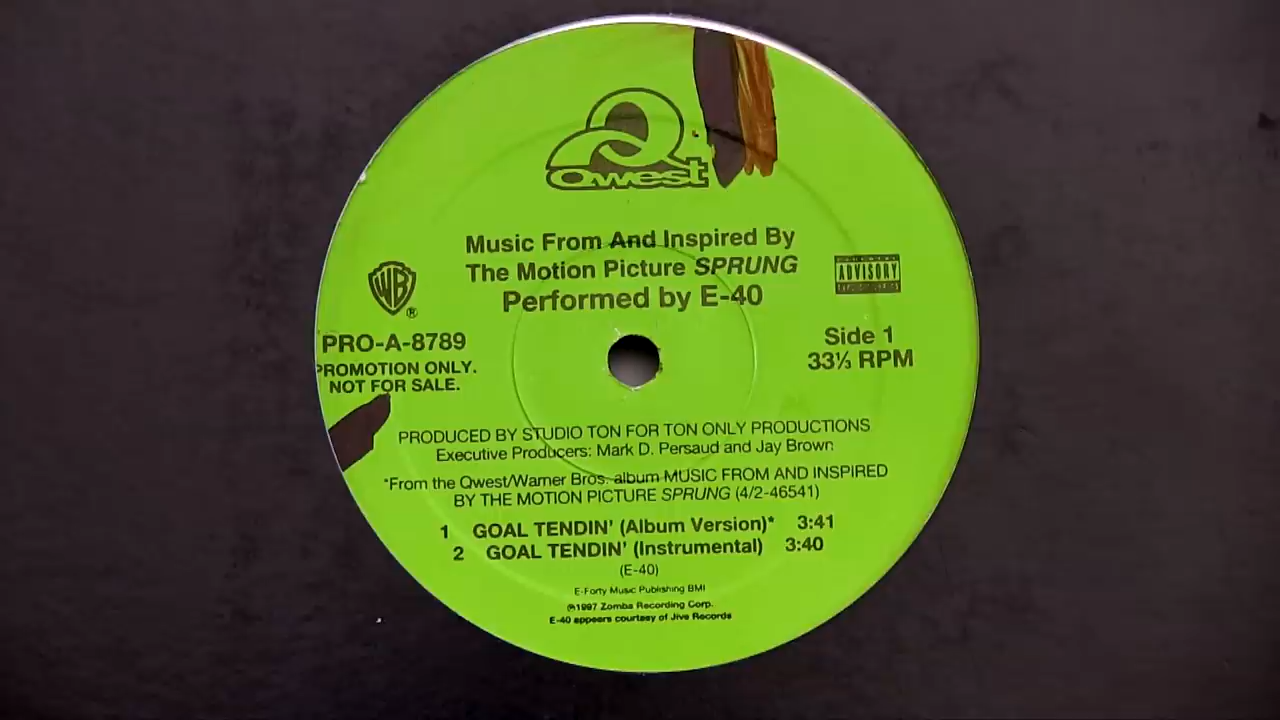 Qwest
Music From And Inspired By
The Motion Picture SPRUNG
Performed by E-40
WB
®
PRO-A-8789
PROMOTION ONLY.
NOT FOR SALE.
ADVISORY
Side 1
33⅓ RPM
PRODUCED BY STUDIO TON FOR TON ONLY PRODUCTIONS
Executive Producers: Mark D. Persaud and Jay Brown
*From the Qwest/Warner Bros. album MUSIC FROM AND INSPIRED
BY THE MOTION PICTURE SPRUNG (4/2-46541)
1 GOAL TENDIN' (Album Version)* 3:41
2 GOAL TENDIN' (Instrumental) 3:40
(E-40)
E-Forty Music Publishing BMI
℗1997 Zomba Recording Corp.
E-40 appears courtesy of Jive Records